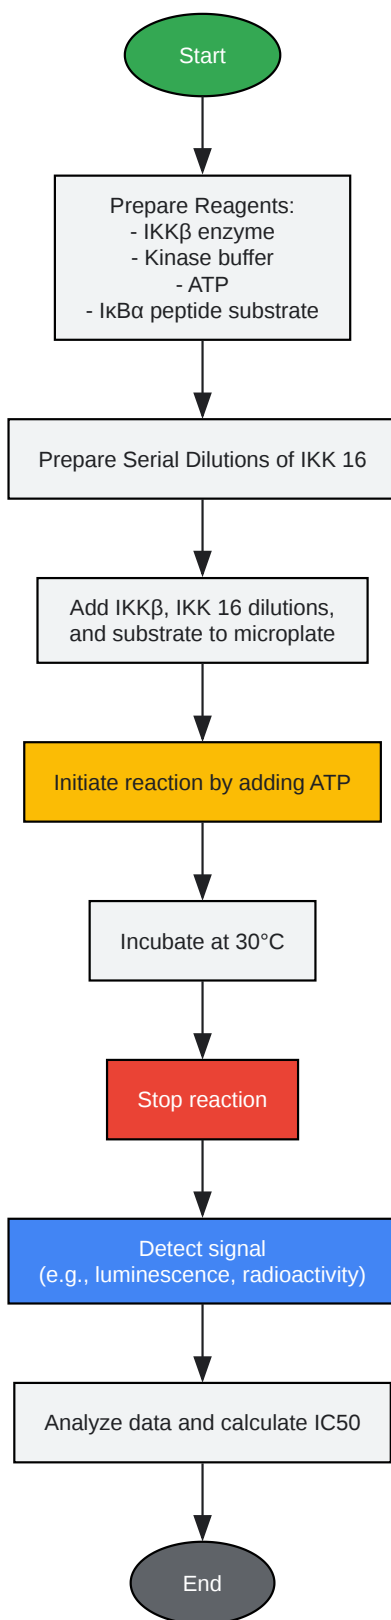 Start
Prepare Reagents:
- IKKβ enzyme
- Kinase buffer
- ATP
- IκBα peptide substrate
Prepare Serial Dilutions of IKK 16
Add IKKβ, IKK 16 dilutions,
and substrate to microplate
Initiate reaction by adding ATP
Incubate at 30°C
Stop reaction
Detect signal
(e.g., luminescence, radioactivity)
Analyze data and calculate IC50
End